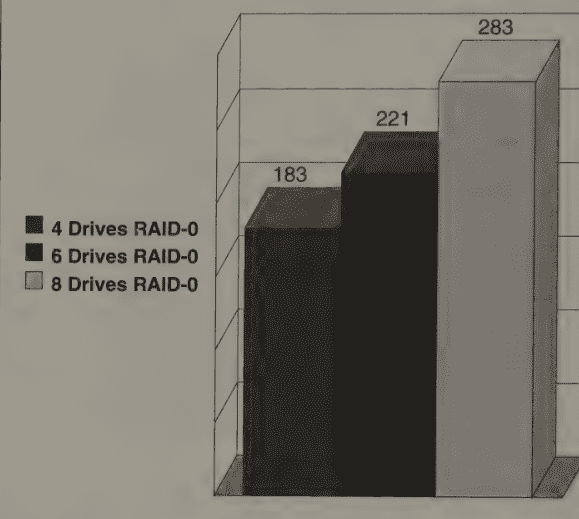 283
221
183
4 Drives RAID-0
6 Drives RAID-0
8 Drives RAID-0